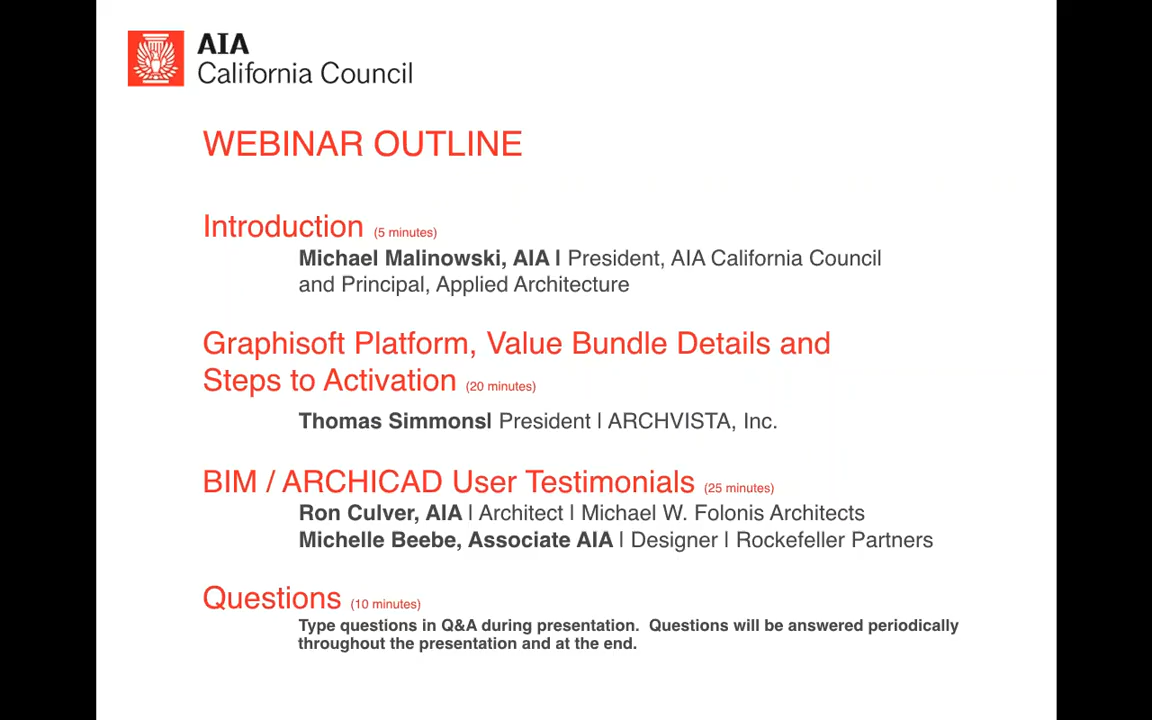 AIA
California Council
WEBINAR OUTLINE
Introduction (5 minutes)
Michael Malinowski, AIA | President, AIA California Council
and Principal, Applied Architecture
Graphisoft Platform, Value Bundle Details and
Steps to Activation (20 minutes)
Thomas Simmons| President | ARCHVISTA, Inc.
BIM / ARCHICAD User Testimonials (25 minutes)
Ron Culver, AIA | Architect | Michael W. Folonis Architects
Michelle Beebe, Associate AIA | Designer | Rockefeller Partners
Questions (10 minutes)
Type questions in Q&A during presentation.  Questions will be answered periodically
throughout the presentation and at the end.